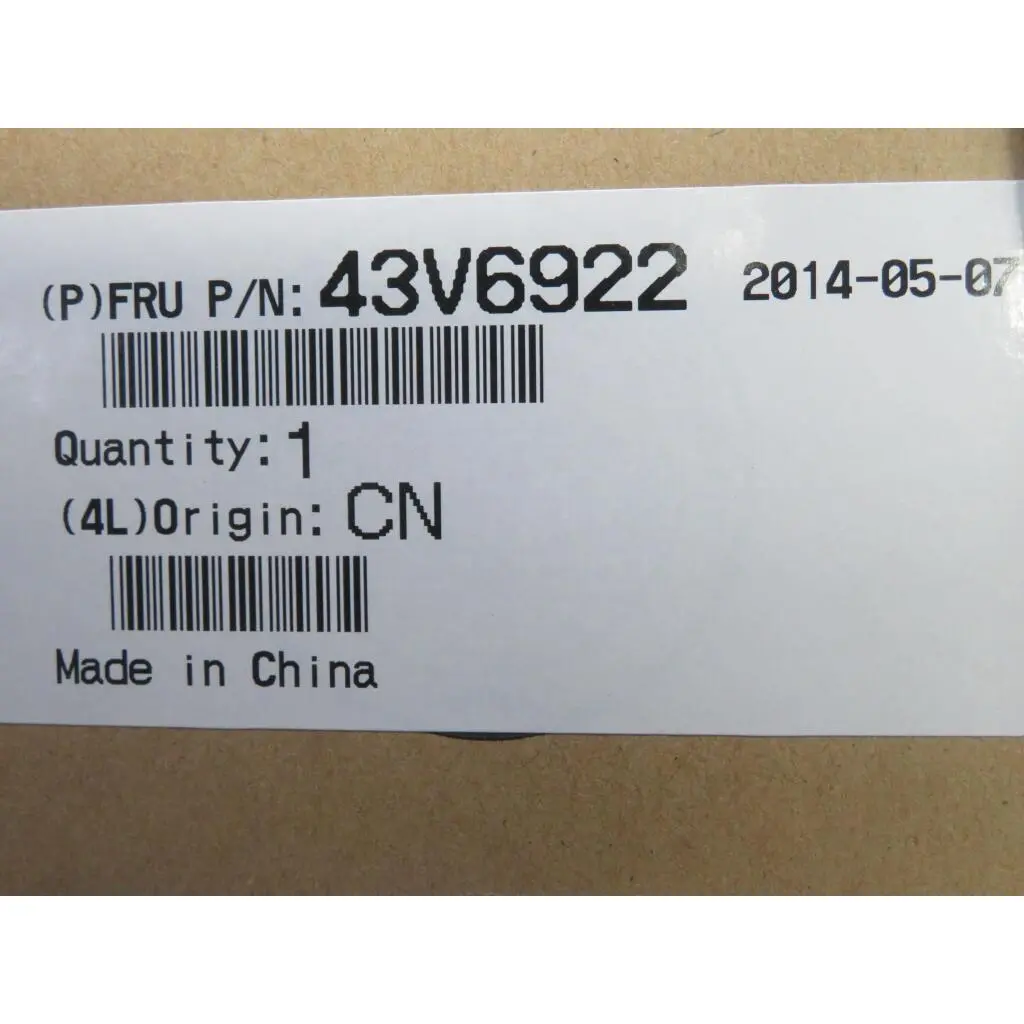 (P)FRU P/N: 43V6922 2014-05-07
Quantity: 1
(4L)Origin: CN
Made in China